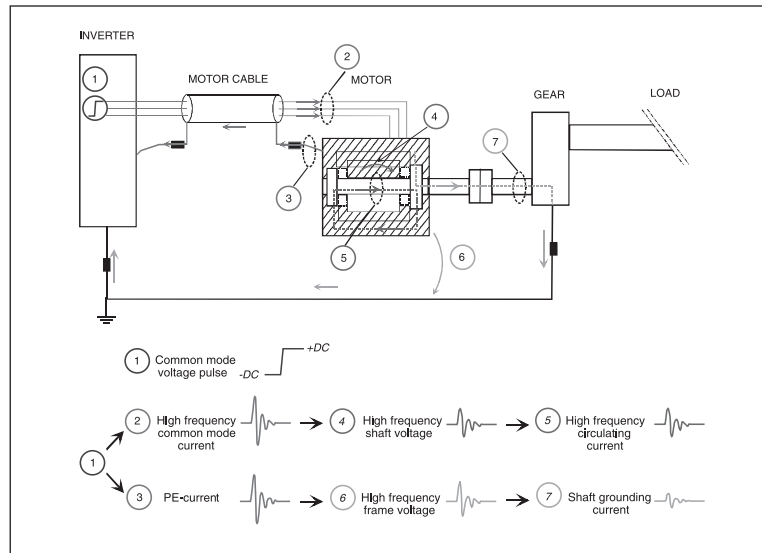 INVERTER
1
MOTOR CABLE
2
MOTOR
4
3
5
6
7
GEAR
LOAD
1
Common mode
voltage pulse
-DC
+DC
1
2
High frequency
common mode
current
4
High frequency
shaft voltage
5
High frequency
circulating
current
3
PE-current
6
High frequency
frame voltage
7
Shaft grounding
current